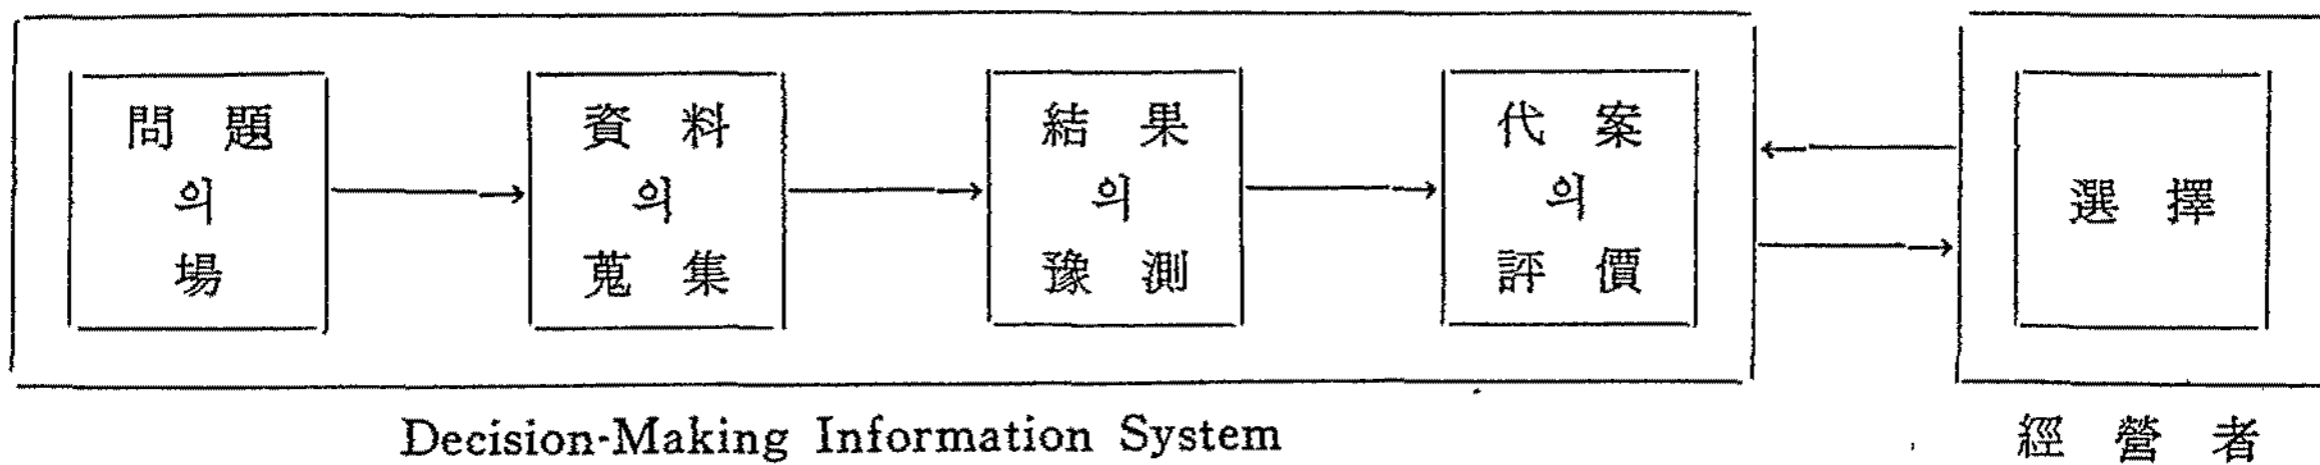 問題
의
場
資料
의
蒐集
結果
의
豫測
代案
의
評價
選擇
Decision-Making Information System
經營者